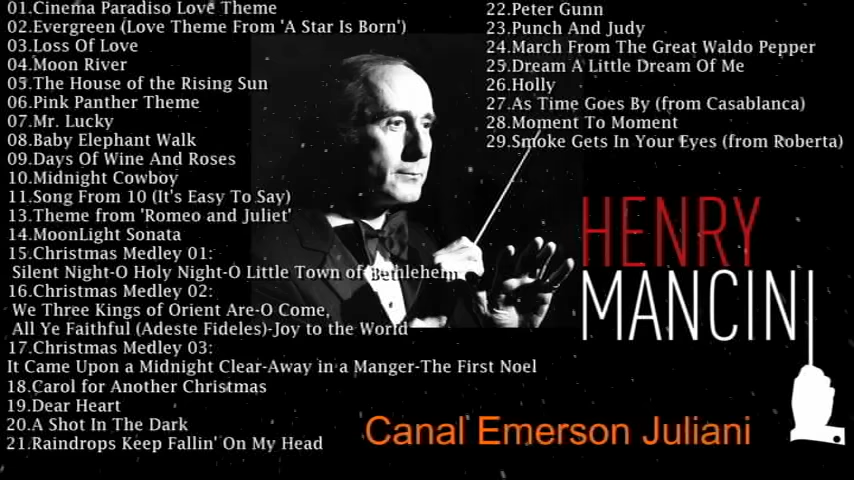 01.Cinema Paradiso Love Theme
02.Evergreen (Love Theme From 'A Star Is Born')
03.Loss Of Love
04.Moon River
05.The House of the Rising Sun
06.Pink Panther Theme
07.Mr. Lucky
08.Baby Elephant Walk
09.Days Of Wine And Roses
10.Midnight Cowboy
11.Song From 10 (It's Easy To Say)
13.Theme from 'Romeo and Juliet'
14.MoonLight Sonata
15.Christmas Medley 01:
Silent Night-O Holy Night-O Little Town of Bethlehem
16.Christmas Medley 02:
We Three Kings of Orient Are-O Come,
All Ye Faithful (Adeste Fideles)-Joy to the World
17.Christmas Medley 03:
It Came Upon a Midnight Clear-Away in a Manger-The First Noel
18.Carol for Another Christmas
19.Dear Heart
20.A Shot In The Dark
21.Raindrops Keep Fallin' On My Head
22.Peter Gunn
23.Punch And Judy
24.March From The Great Waldo Pepper
25.Dream A Little Dream Of Me
26.Holly
27.As Time Goes By (from Casablanca)
28.Moment To Moment
29.Smoke Gets In Your Eyes (from Roberta)
HENRY
MANCINI
Canal Emerson Juliani